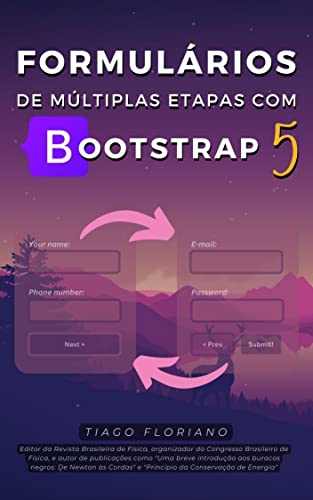 FORMULÁRIOS
DE MÚLTIPLAS ETAPAS COM
BOOTSTRAP 5
Your name:
E-mail:
Phone number:
Password:
Next >
< Prev
Submit!
TIAGO FLORIANO
Editor da Revista Brasileira de Física, organizador do Congresso Brasileiro de
Física, e autor de publicações como "Uma breve introdução aos buracos
negros: De Newton às Cordas" e "Princípio da Conservação de Energia"